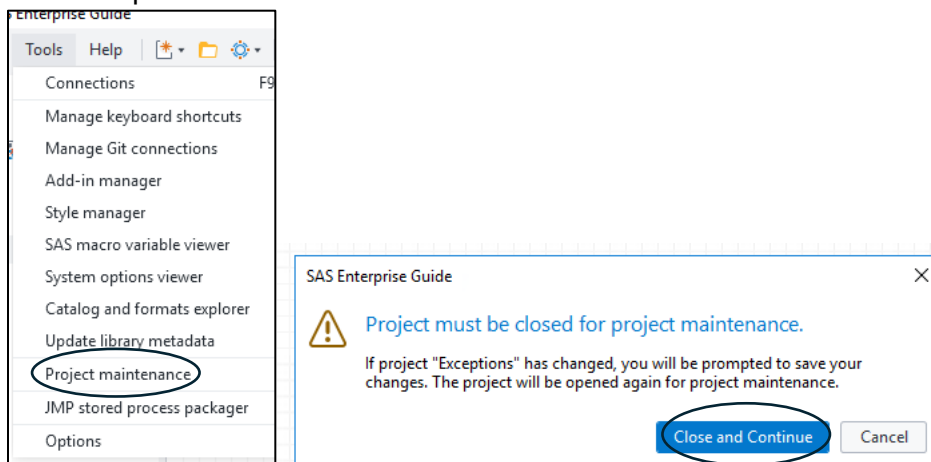 Enterprise Guide
Tools Help
Connections F9
Manage keyboard shortcuts
Manage Git connections
Add-in manager
Style manager
SAS macro variable viewer
System options viewer
Catalog and formats explorer
Update library metadata
Project maintenance
JMP stored process packager
Options
SAS Enterprise Guide
Project must be closed for project maintenance.
If project "Exceptions" has changed, you will be prompted to save your
changes. The project will be opened again for project maintenance.
Close and Continue Cancel